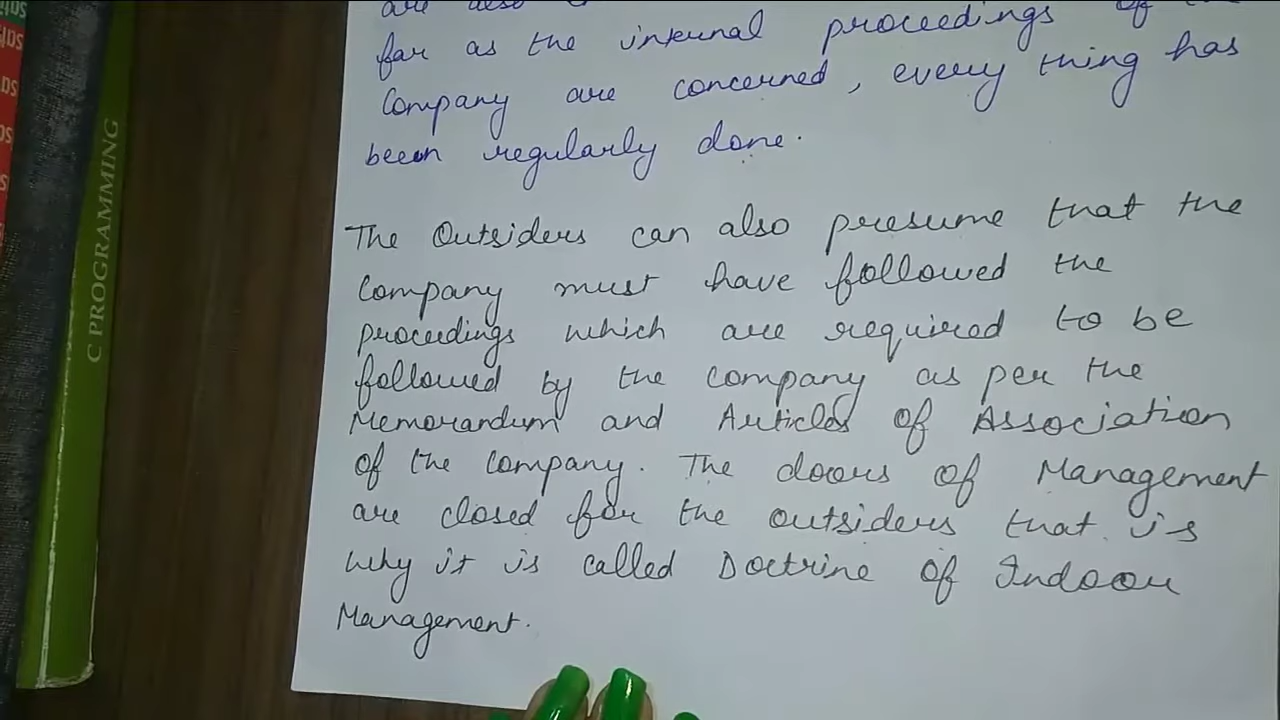 are also
far as the internal proceedings of
Company are concerned, every thing has
been regularly done.
The Outsiders can also presume that the
Company must have followed the
proceedings which are required to be
followed by the company as per the
Memorandum and Articles of Association
of the Company. The doors of Management
are closed for the outsiders that is
why it is called Doctrine of Indoor
Management.
C PROGRAMMING